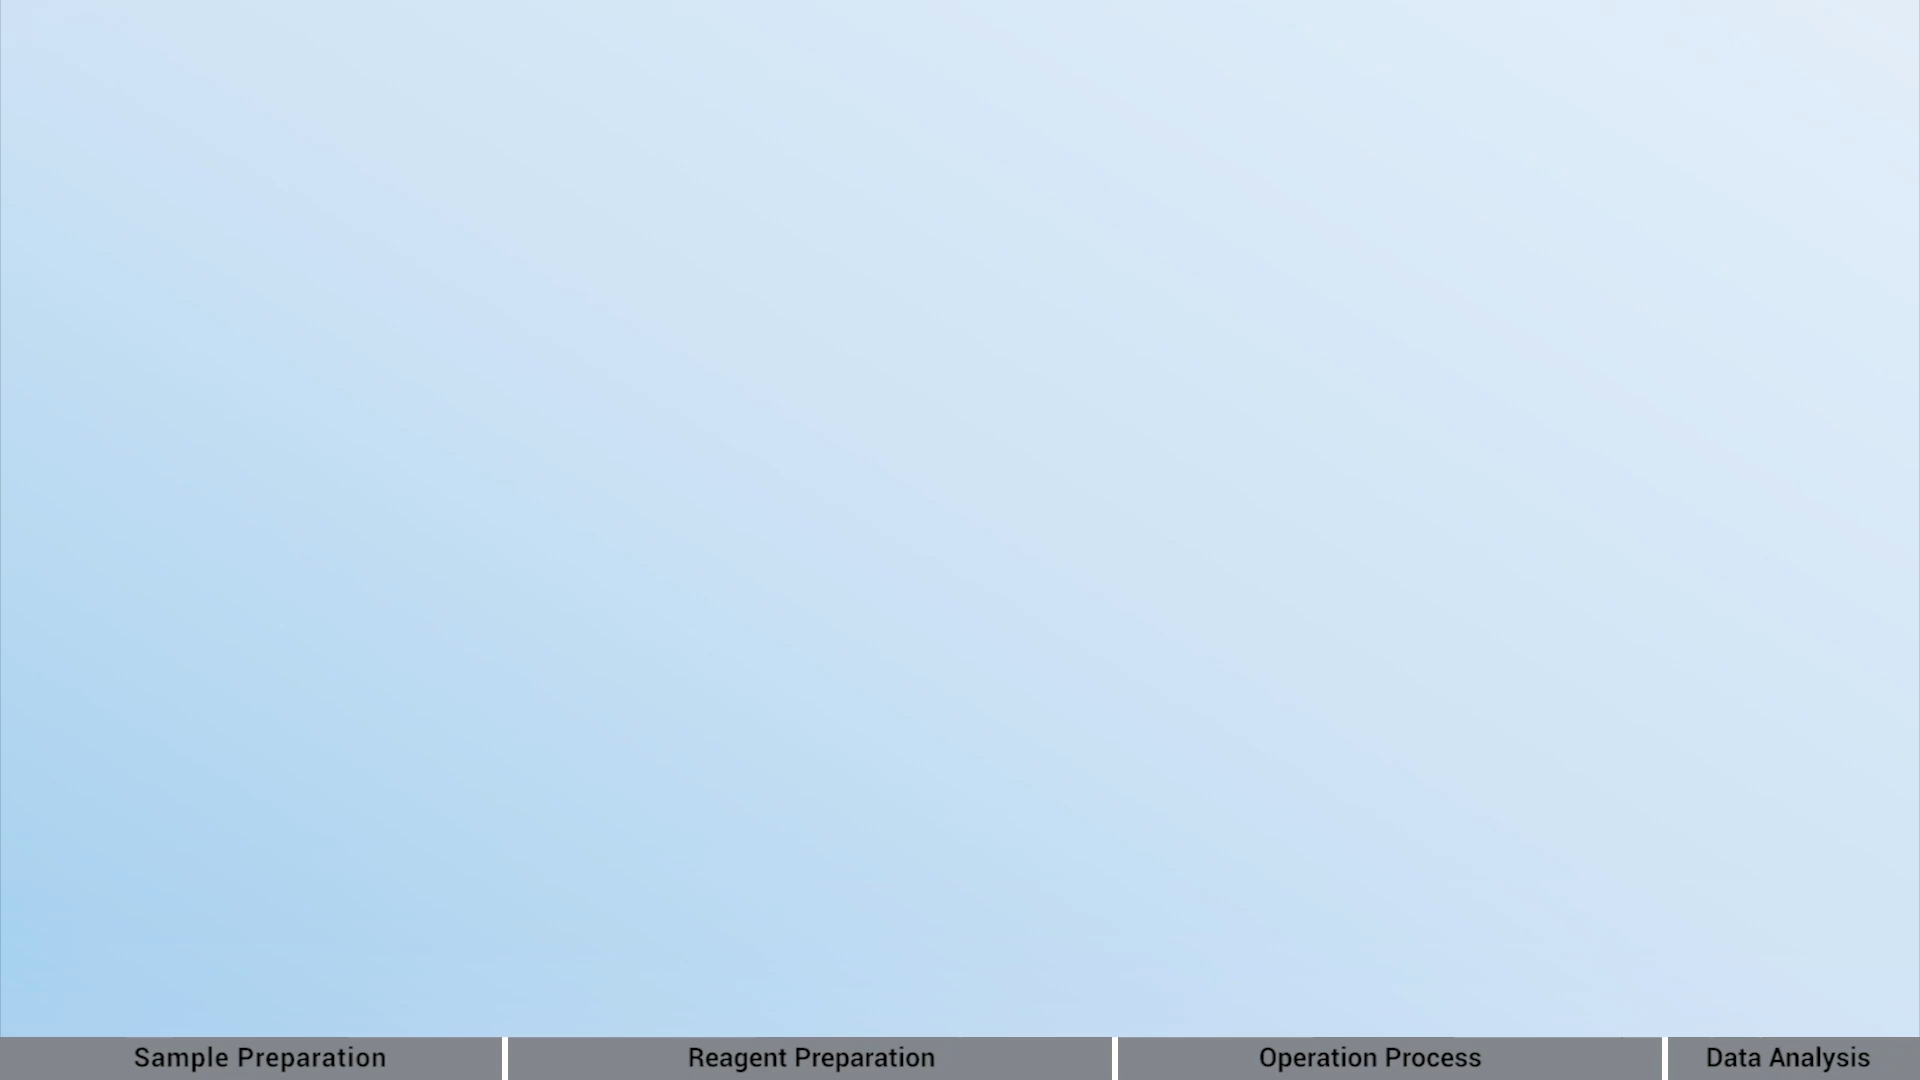 Sample Preparation
Reagent Preparation
Operation Process
Data Analysis